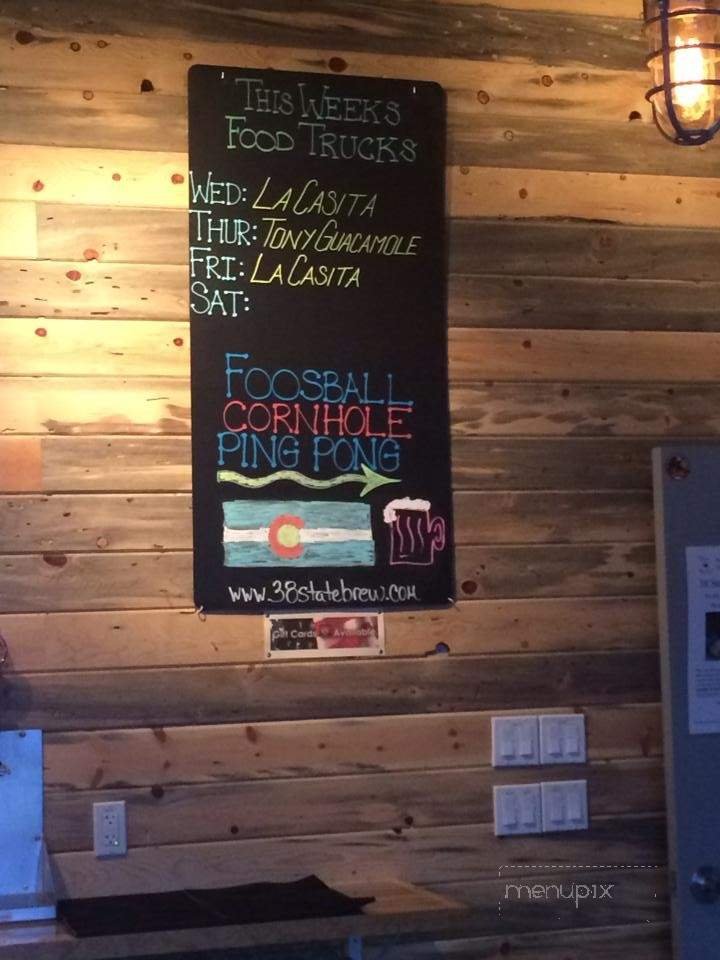 THIS WEEKS
FOOD TRUCKS
WED: LA CASITA
THUR: TONY GUACAMOLE
FRI: LA CASITA
SAT:
FOOSBALL
CORNHOLE
PING PONG
www.38statebrew.com
Gift Cards Available
menupix